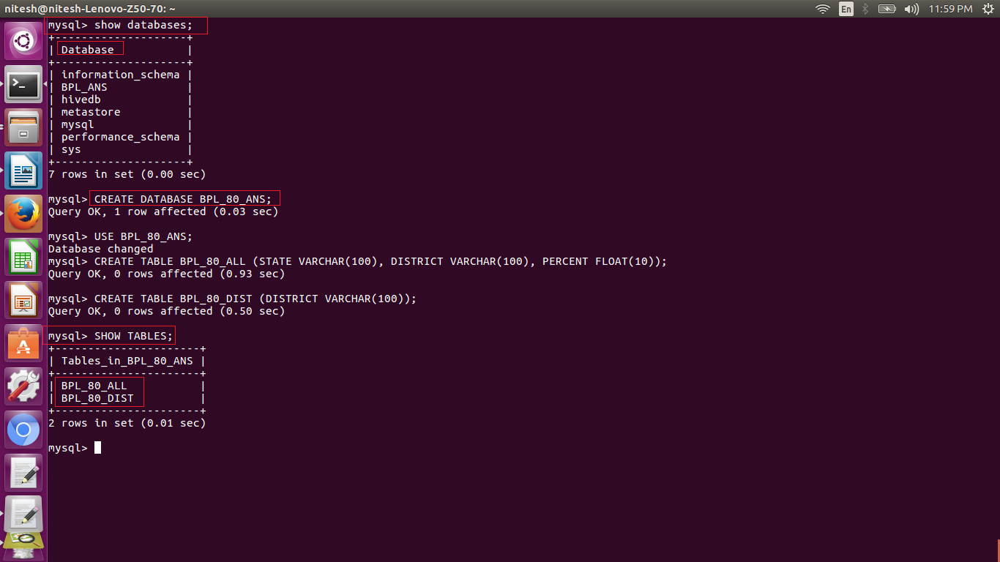 nitesh@nitesh-Lenovo-Z50-70: ~
En
11:59 PM
mysql> show databases;
+--------------------+
| Database           |
+--------------------+
| information_schema |
| BPL_ANS            |
| hivedb             |
| metastore          |
| mysql              |
| performance_schema |
| sys                |
+--------------------+
7 rows in set (0.00 sec)
mysql> CREATE DATABASE BPL_80_ANS;
Query OK, 1 row affected (0.03 sec)
mysql> USE BPL_80_ANS;
Database changed
mysql> CREATE TABLE BPL_80_ALL (STATE VARCHAR(100), DISTRICT VARCHAR(100), PERCENT FLOAT(10));
Query OK, 0 rows affected (0.93 sec)
mysql> CREATE TABLE BPL_80_DIST (DISTRICT VARCHAR(100));
Query OK, 0 rows affected (0.50 sec)
mysql> SHOW TABLES;
+----------------------+
| Tables_in_BPL_80_ANS |
+----------------------+
| BPL_80_ALL           |
| BPL_80_DIST          |
+----------------------+
2 rows in set (0.01 sec)
mysql>